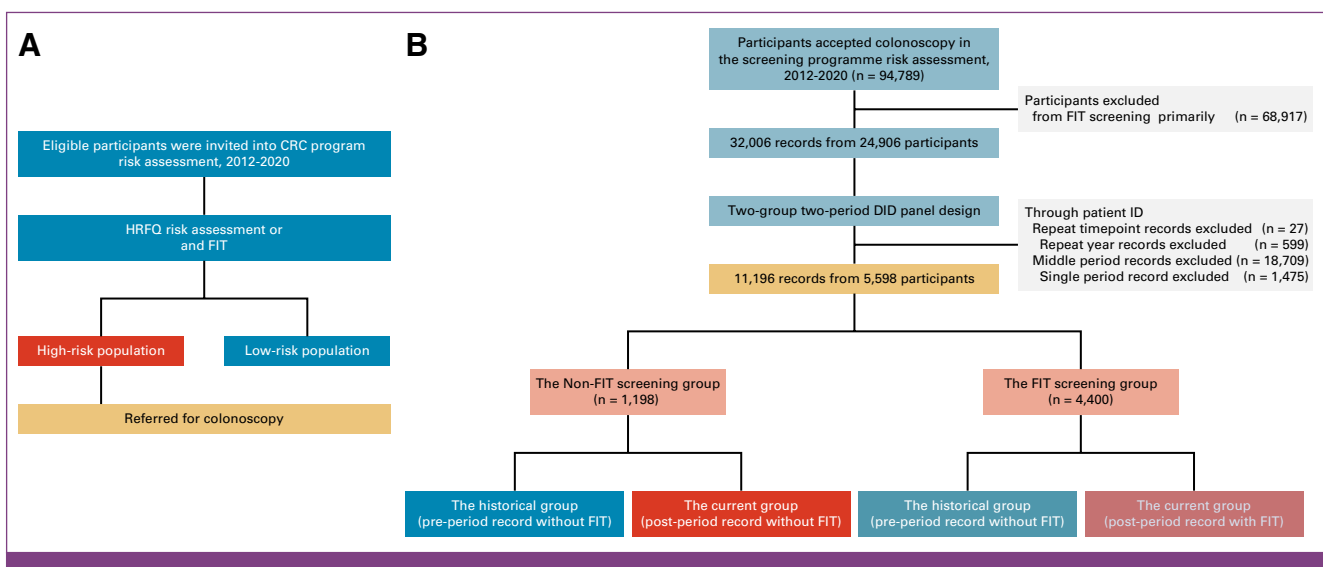 A
Eligible participants were invited into CRC program
risk assessment, 2012-2020
HRFQ risk assessment or
and FIT
High-risk population
Low-risk population
Referred for colonoscopy
B
Participants accepted colonoscopy in
the screening programme risk assessment,
2012-2020 (n = 94,789)
Participants excluded
from FIT screening primarily (n = 68,917)
32,006 records from 24,906 participants
Two-group two-period DID panel design
Through patient ID
Repeat timepoint records excluded (n = 27)
Repeat year records excluded (n = 599)
Middle period records excluded (n = 18,709)
Single period record excluded (n = 1,475)
11,196 records from 5,598 participants
The Non-FIT screening group
(n = 1,198)
The FIT screening group
(n = 4,400)
The historical group
(pre-period record without FIT)
The current group
(post-period record without FIT)
The historical group
(pre-period record without FIT)
The current group
(post-period record with FIT)